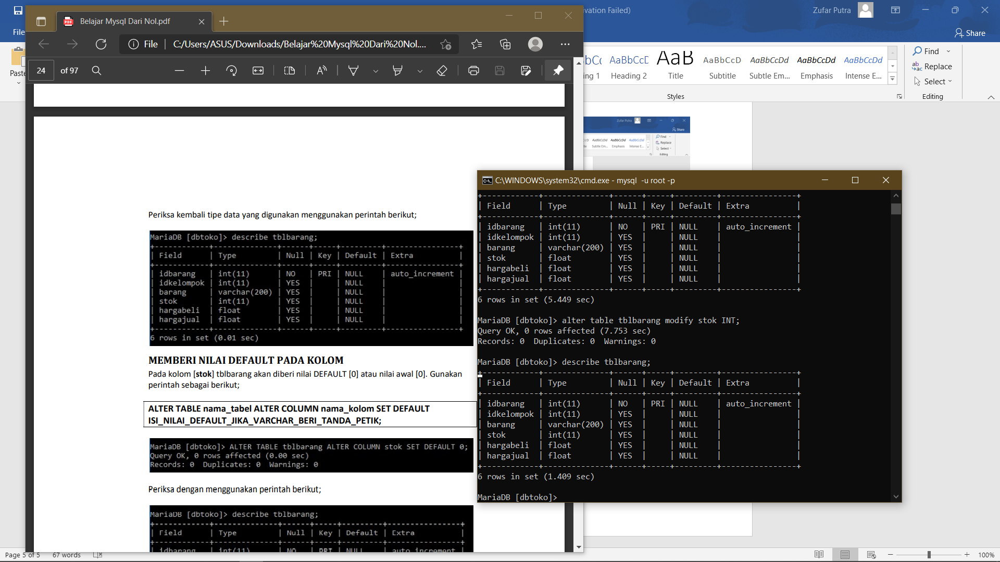 Belajar Mysql Dari Nol.pdf
File
C:/Users/ASUS/Downloads/Belajar%20Mysql%20Dari%20Nol....
24 of 97
Periksa kembali tipe data yang digunakan menggunakan perintah berikut;
MariaDB [dbtoko]> describe tblbarang;
+------------+--------------+------+-----+---------+----------------+
| Field | Type | Null | Key | Default | Extra |
+------------+--------------+------+-----+---------+----------------+
| idbarang | int(11) | NO | PRI | NULL | auto_increment |
| idkelompok | int(11) | YES | | NULL | |
| barang | varchar(200) | YES | | NULL | |
| stok | int(11) | YES | | NULL | |
| hargabeli | float | YES | | NULL | |
| hargajual | float | YES | | NULL | |
+------------+--------------+------+-----+---------+----------------+
6 rows in set (0.01 sec)
MEMBERI NILAI DEFAULT PADA KOLOM
Pada kolom [stok] tblbarang akan diberi nilai DEFAULT [0] atau nilai awal [0]. Gunakan
perintah sebagai berikut;
ALTER TABLE nama_tabel ALTER COLUMN nama_kolom SET DEFAULT
ISI_NILAI_DEFAULT_JIKA_VARCHAR_BERI_TANDA_PETIK;
MariaDB [dbtoko]> ALTER TABLE tblbarang ALTER COLUMN stok SET DEFAULT 0;
Query OK, 0 rows affected (0.00 sec)
Records: 0 Duplicates: 0 Warnings: 0
Periksa dengan menggunakan perintah berikut;
MariaDB [dbtoko]> describe tblbarang;
+------------+--------------+------+-----+---------+----------------+
| Field | Type | Null | Key | Default | Extra |
+------------+--------------+------+-----+---------+----------------+
| idbarang | int(11) | NO | PRI | NULL | auto_increment |
vation Failed)
Zufar Putra
File
Share
Paste
AaBbCcD
AaB
AaBbCcD
AaBbCcDd
AaBbCcDd
AaBbCcDd
ing 1
Heading 2
Title
Subtitle
Subtle Em...
Emphasis
Intense E...
Styles
Find
Replace
Select
Editing
Zufar Putra
Share
AaBbCcDd AaBbCcDd AaBbCcDd
Subtle Em... Emphasis Intense E...
Find
Replace
Select
Editing
C:\WINDOWS\system32\cmd.exe - mysql -u root -p
+------------+--------------+------+-----+---------+----------------+
| Field | Type | Null | Key | Default | Extra |
+------------+--------------+------+-----+---------+----------------+
| idbarang | int(11) | NO | PRI | NULL | auto_increment |
| idkelompok | int(11) | YES | | NULL | |
| barang | varchar(200) | YES | | NULL | |
| stok | float | YES | | NULL | |
| hargabeli | float | YES | | NULL | |
| hargajual | float | YES | | NULL | |
+------------+--------------+------+-----+---------+----------------+
6 rows in set (5.449 sec)
MariaDB [dbtoko]> alter table tblbarang modify stok INT;
Query OK, 0 rows affected (7.753 sec)
Records: 0 Duplicates: 0 Warnings: 0
MariaDB [dbtoko]> describe tblbarang;
+------------+--------------+------+-----+---------+----------------+
| Field | Type | Null | Key | Default | Extra |
+------------+--------------+------+-----+---------+----------------+
| idbarang | int(11) | NO | PRI | NULL | auto_increment |
| idkelompok | int(11) | YES | | NULL | |
| barang | varchar(200) | YES | | NULL | |
| stok | int(11) | YES | | NULL | |
| hargabeli | float | YES | | NULL | |
| hargajual | float | YES | | NULL | |
+------------+--------------+------+-----+---------+----------------+
6 rows in set (1.409 sec)
MariaDB [dbtoko]>
Page 5 of 5
67 words
100%